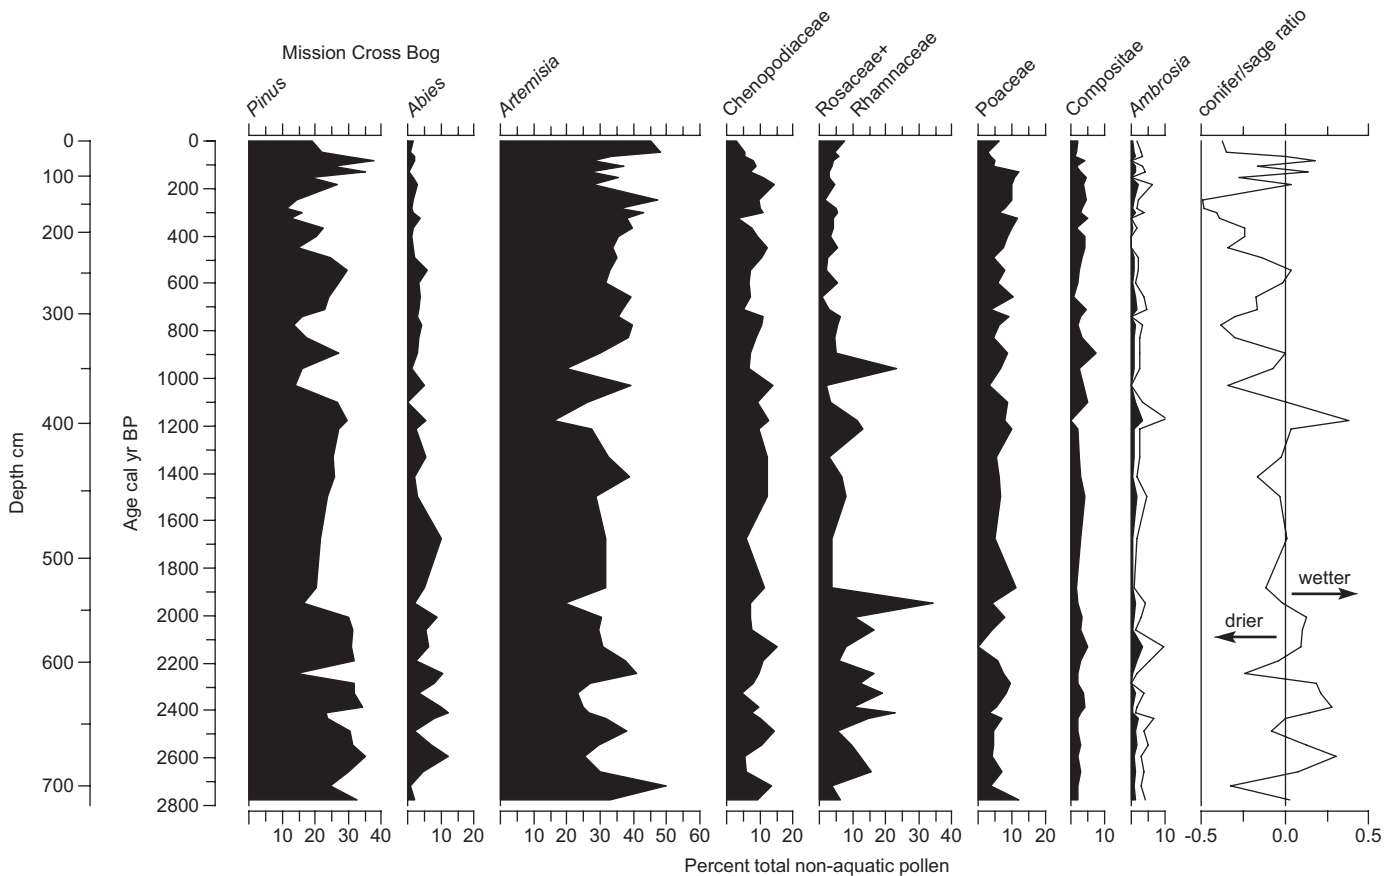 Mission Cross Bog
Pinus
Abies
Artemisia
Chenopodiaceae
Rosaceae+
Rhamnaceae
Poaceae
Compositae
Ambrosia
conifer/sage ratio
Depth cm
0
100
200
300
400
500
600
700
Age cal yr BP
0
200
400
600
800
1000
1200
1400
1600
1800
2000
2200
2400
2600
2800
wetter
drier
10 20 30 40
10 20
10 20 30 40 50 60
10 20
10 20 30 40
10 20
10
10
-0.5 0.0 0.5
Percent total non-aquatic pollen